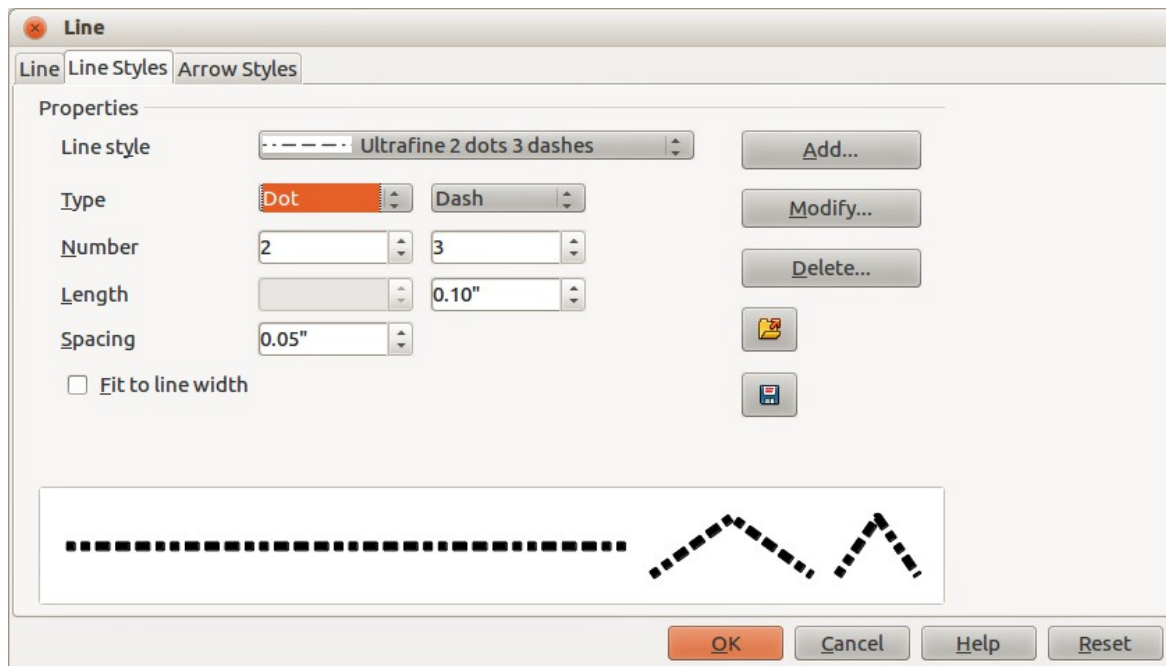 Line
Line Line Styles Arrow Styles
Properties
Line style Ultrafine 2 dots 3 dashes Add...
Type Dot Dash Modify...
Number 2 3 Delete...
Length 0.10"
Spacing 0.05"
Fit to line width
OK Cancel Help Reset